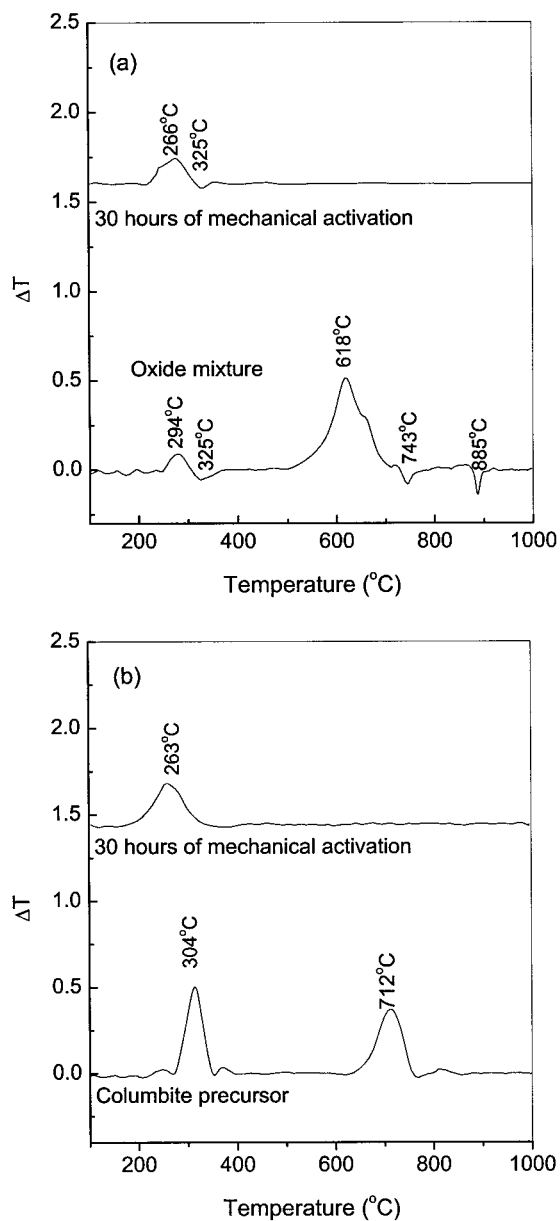 2.5
(a)
2.0
266°C
325°C
1.5
30 hours of mechanical activation
ΔT
1.0
618°C
Oxide mixture
0.5
294°C
325°C
743°C
885°C
0.0
200 400 600 800 1000
Temperature (°C)
2.5
(b)
2.0
263°C
1.5
30 hours of mechanical activation
ΔT
1.0
304°C
712°C
0.5
0.0
Columbite precursor
200 400 600 800 1000
Temperature (°C)